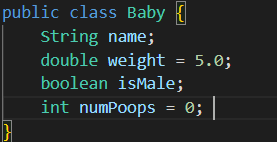 public class Baby {
    String name;
    double weight = 5.0;
    boolean isMale;
    int numPoops = 0;
}